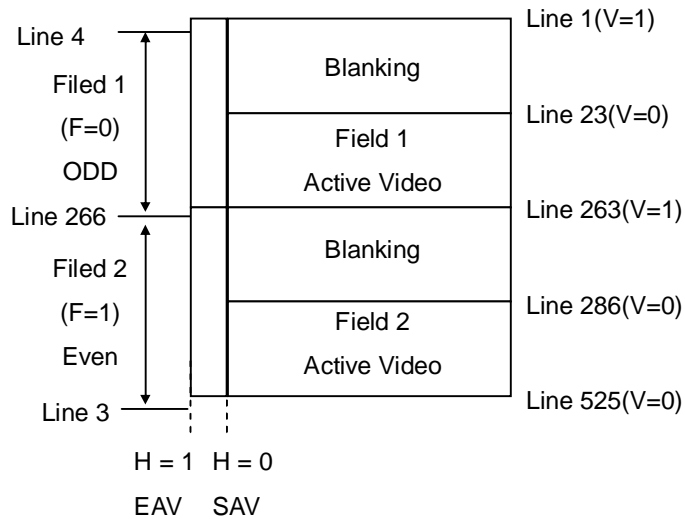 Line 1(V=1)
Line 4
Blanking
Filed 1
Line 23(V=0)
(F=0)
Field 1
ODD
Active Video
Line 266
Line 263(V=1)
Blanking
Filed 2
Line 286(V=0)
(F=1)
Field 2
Even
Active Video
Line 3
Line 525(V=0)
H = 1 H = 0
EAV SAV